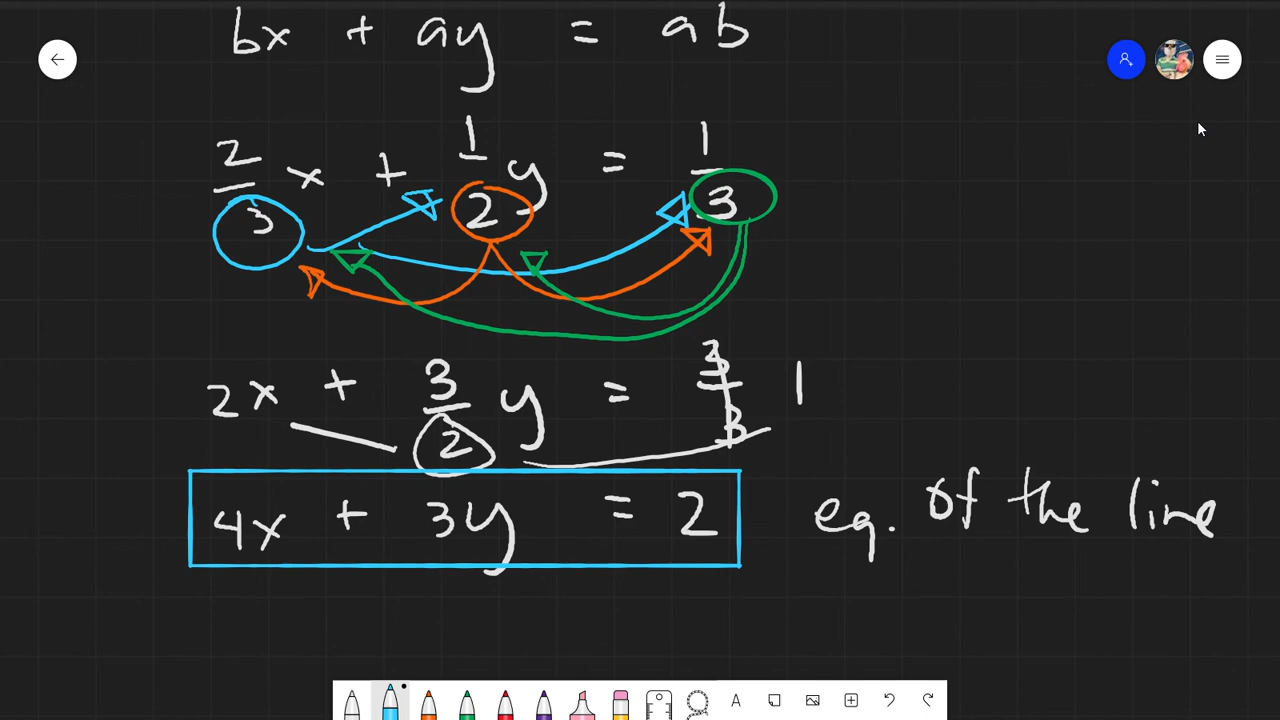 bx + ay = ab
2/3 x + 1/2 y = 1/3
2x + 3/2 y = 3/3 1
4x + 3y = 2 eq. of the line
A